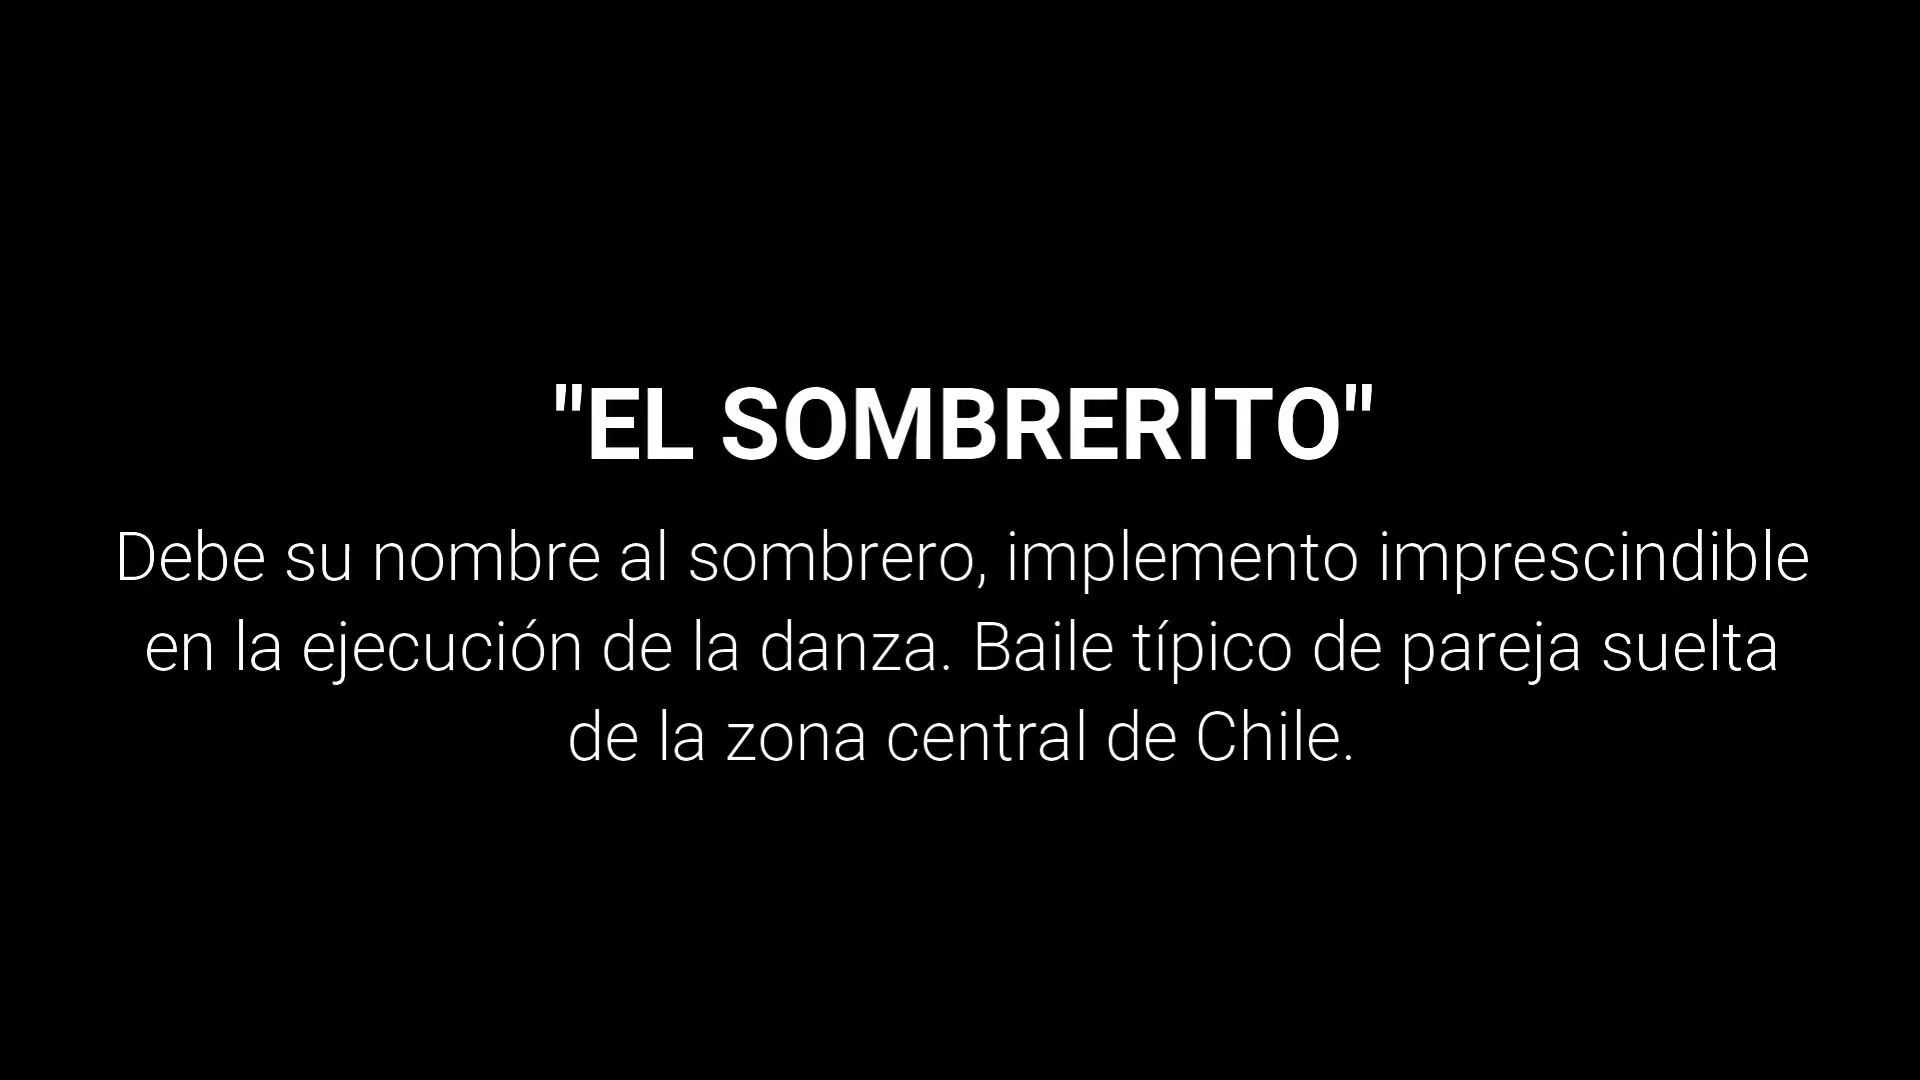 "EL SOMBRERITO"
Debe su nombre al sombrero, implemento imprescindible
en la ejecución de la danza. Baile típico de pareja suelta
de la zona central de Chile.